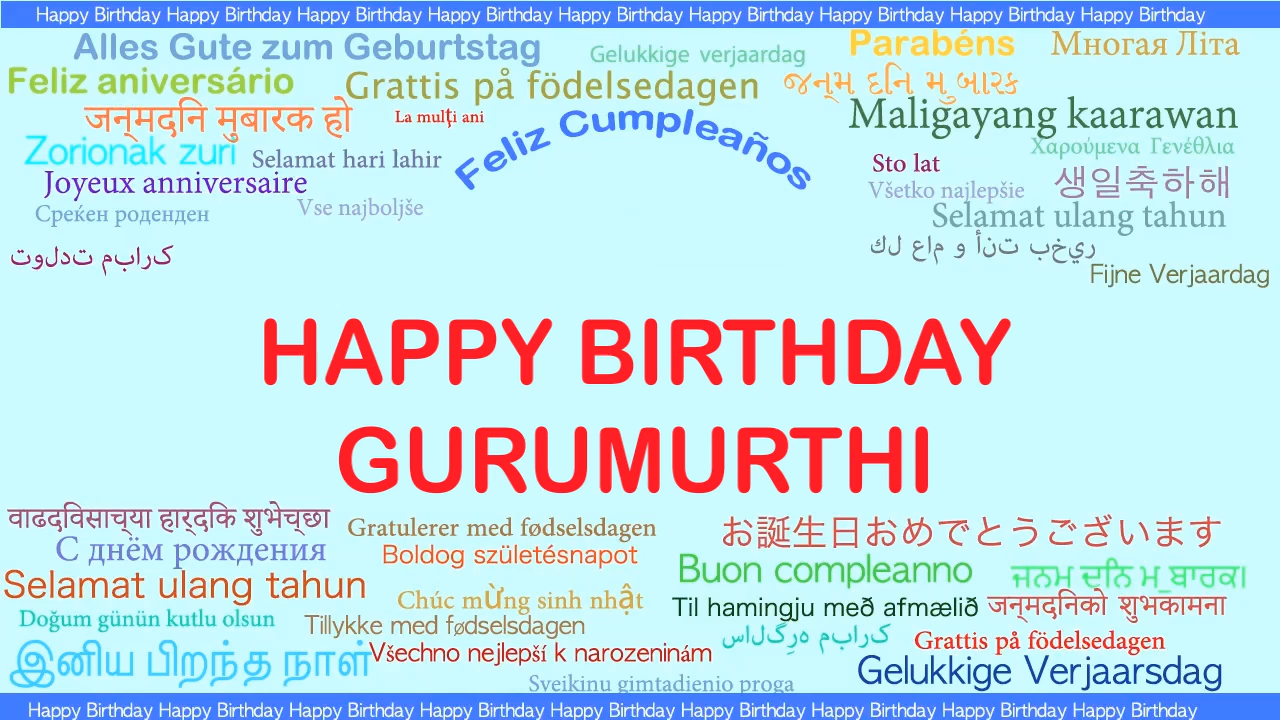 Happy Birthday Happy Birthday Happy Birthday Happy Birthday Happy Birthday Happy Birthday Happy Birthday Happy Birthday Happy Birthday
Alles Gute zum Geburtstag
Gelukkige verjaardag
Parabéns
Многая Літа
Feliz aniversário
Grattis på födelsedagen
જન્મ દિન મુબારક
जन्मदिन मुबारक हो
La mulţi ani
Feliz Cumpleaños
Maligayang kaarawan
Zorionak zuri
Selamat hari lahir
Sto lat
Χαρούμενα Γενέθλια
Joyeux anniversaire
Všetko najlepšie
생일축하해
Среќен роденден
Vse najboljše
Selamat ulang tahun
تولدت مبارک
كل عام و أنت بخير
Fijne Verjaardag
HAPPY BIRTHDAY
GURUMURTHI
वाढदिवसाच्या हार्दिक शुभेच्छा
Gratulerer med fødselsdagen
お誕生日おめでとうございます
С днём рождения
Boldog születésnapot
Buon compleanno
ਜਨਮ ਦਿਨ ਮੁਬਾਰਕ।
Selamat ulang tahun
Chúc mừng sinh nhật
Til hamingju með afmælið
जन्मदिनको शुभकामना
Doğum günün kutlu olsun
Tillykke med fødselsdagen
سالگرہ مبارک
Grattis på födelsedagen
இனிய பிறந்த நாள்
Všechno nejlepší k narozeninám
Gelukkige Verjaarsdag
Sveikinu gimtadienio proga
Happy Birthday Happy Birthday Happy Birthday Happy Birthday Happy Birthday Happy Birthday Happy Birthday Happy Birthday Happy Birthday